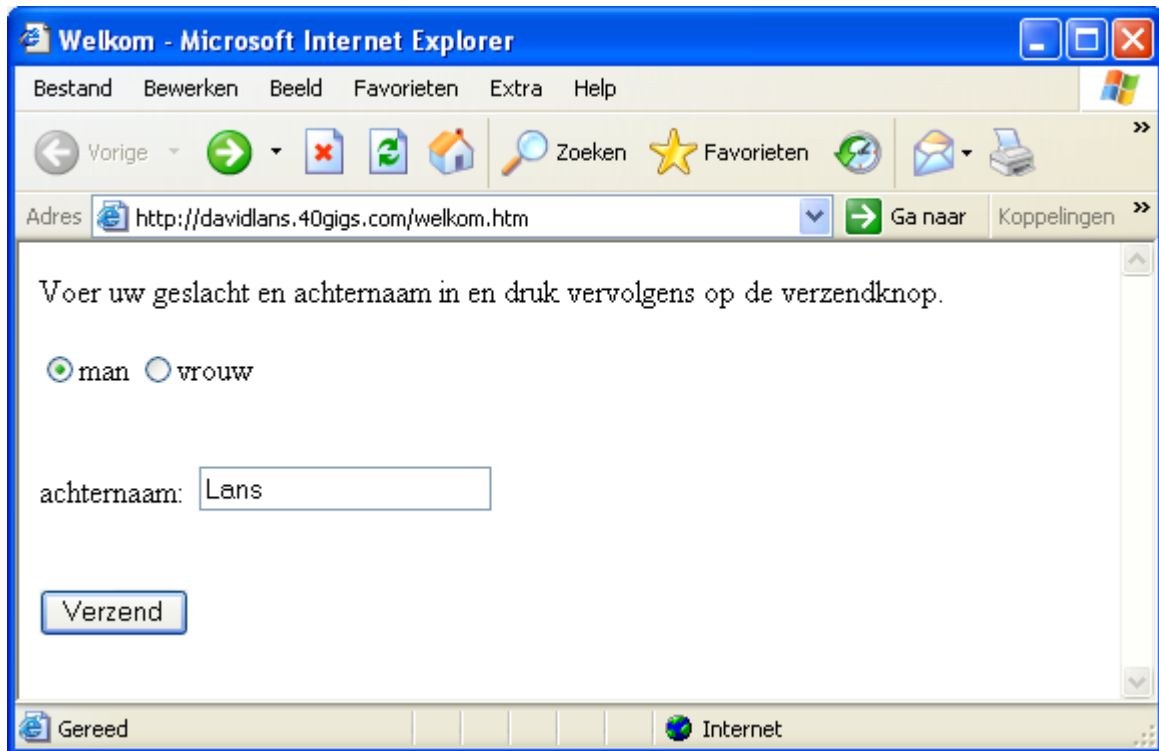 Welkom - Microsoft Internet Explorer
Bestand Bewerken Beeld Favorieten Extra Help
Vorige Zoeken Favorieten »
Adres http://davidlans.40gigs.com/welkom.htm Ga naar Koppelingen »
Voer uw geslacht en achternaam in en druk vervolgens op de verzendknop.
man vrouw
achternaam: Lans
Verzend
Gereed Internet